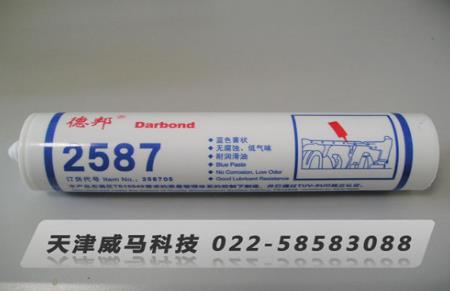 德邦® Darbond
2587
订货代号 Item No.: 258705
◆ 蓝色膏状
◆ 无腐蚀、低气味
◆ 耐润滑油
◆ Blue Paste
◆ No Corrosion, Low Odor
◆ Good Lubricant Resistance
天津威马科技 022-58583088